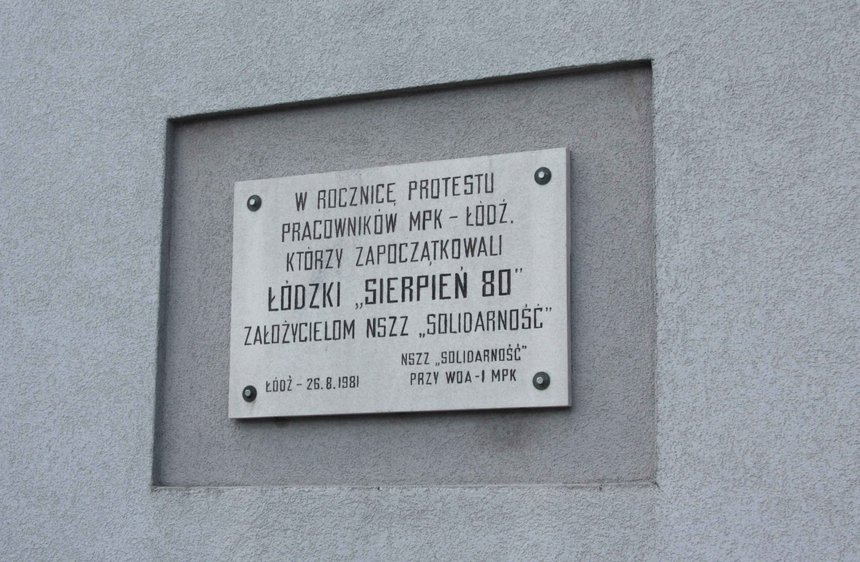 W ROCZNICĘ PROTESTU
PRACOWNIKÓW MPK – ŁÓDŹ.
KTÓRZY ZAPOCZĄTKOWALI
ŁÓDZKI „SIERPIEŃ 80”
ZAŁOŻYCIELOM NSZZ „SOLIDARNOŚĆ”
NSZZ „SOLIDARNOŚĆ”
ŁÓDŹ – 26.8.1981 PRZY WOA–1 MPK